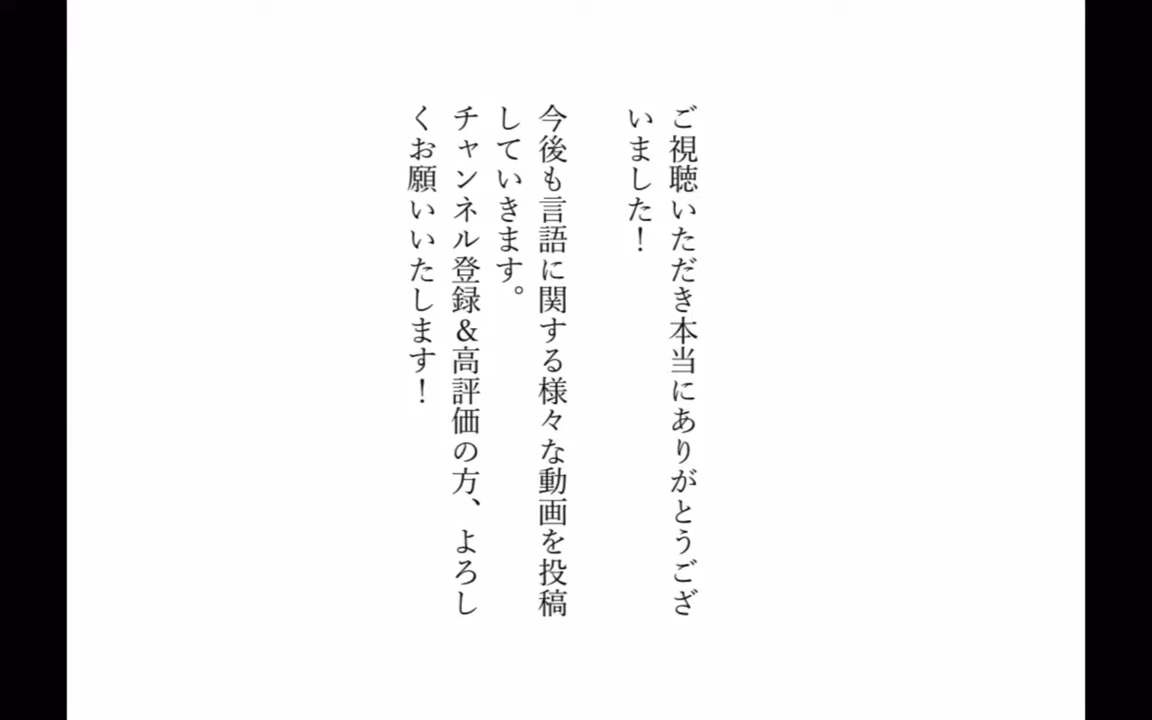 ご視聴いただき本当にありがとうござ
いました！
今後も言語に関する様々な動画を投稿
していきます。
チャンネル登録＆高評価の方、よろし
くお願いいたします！